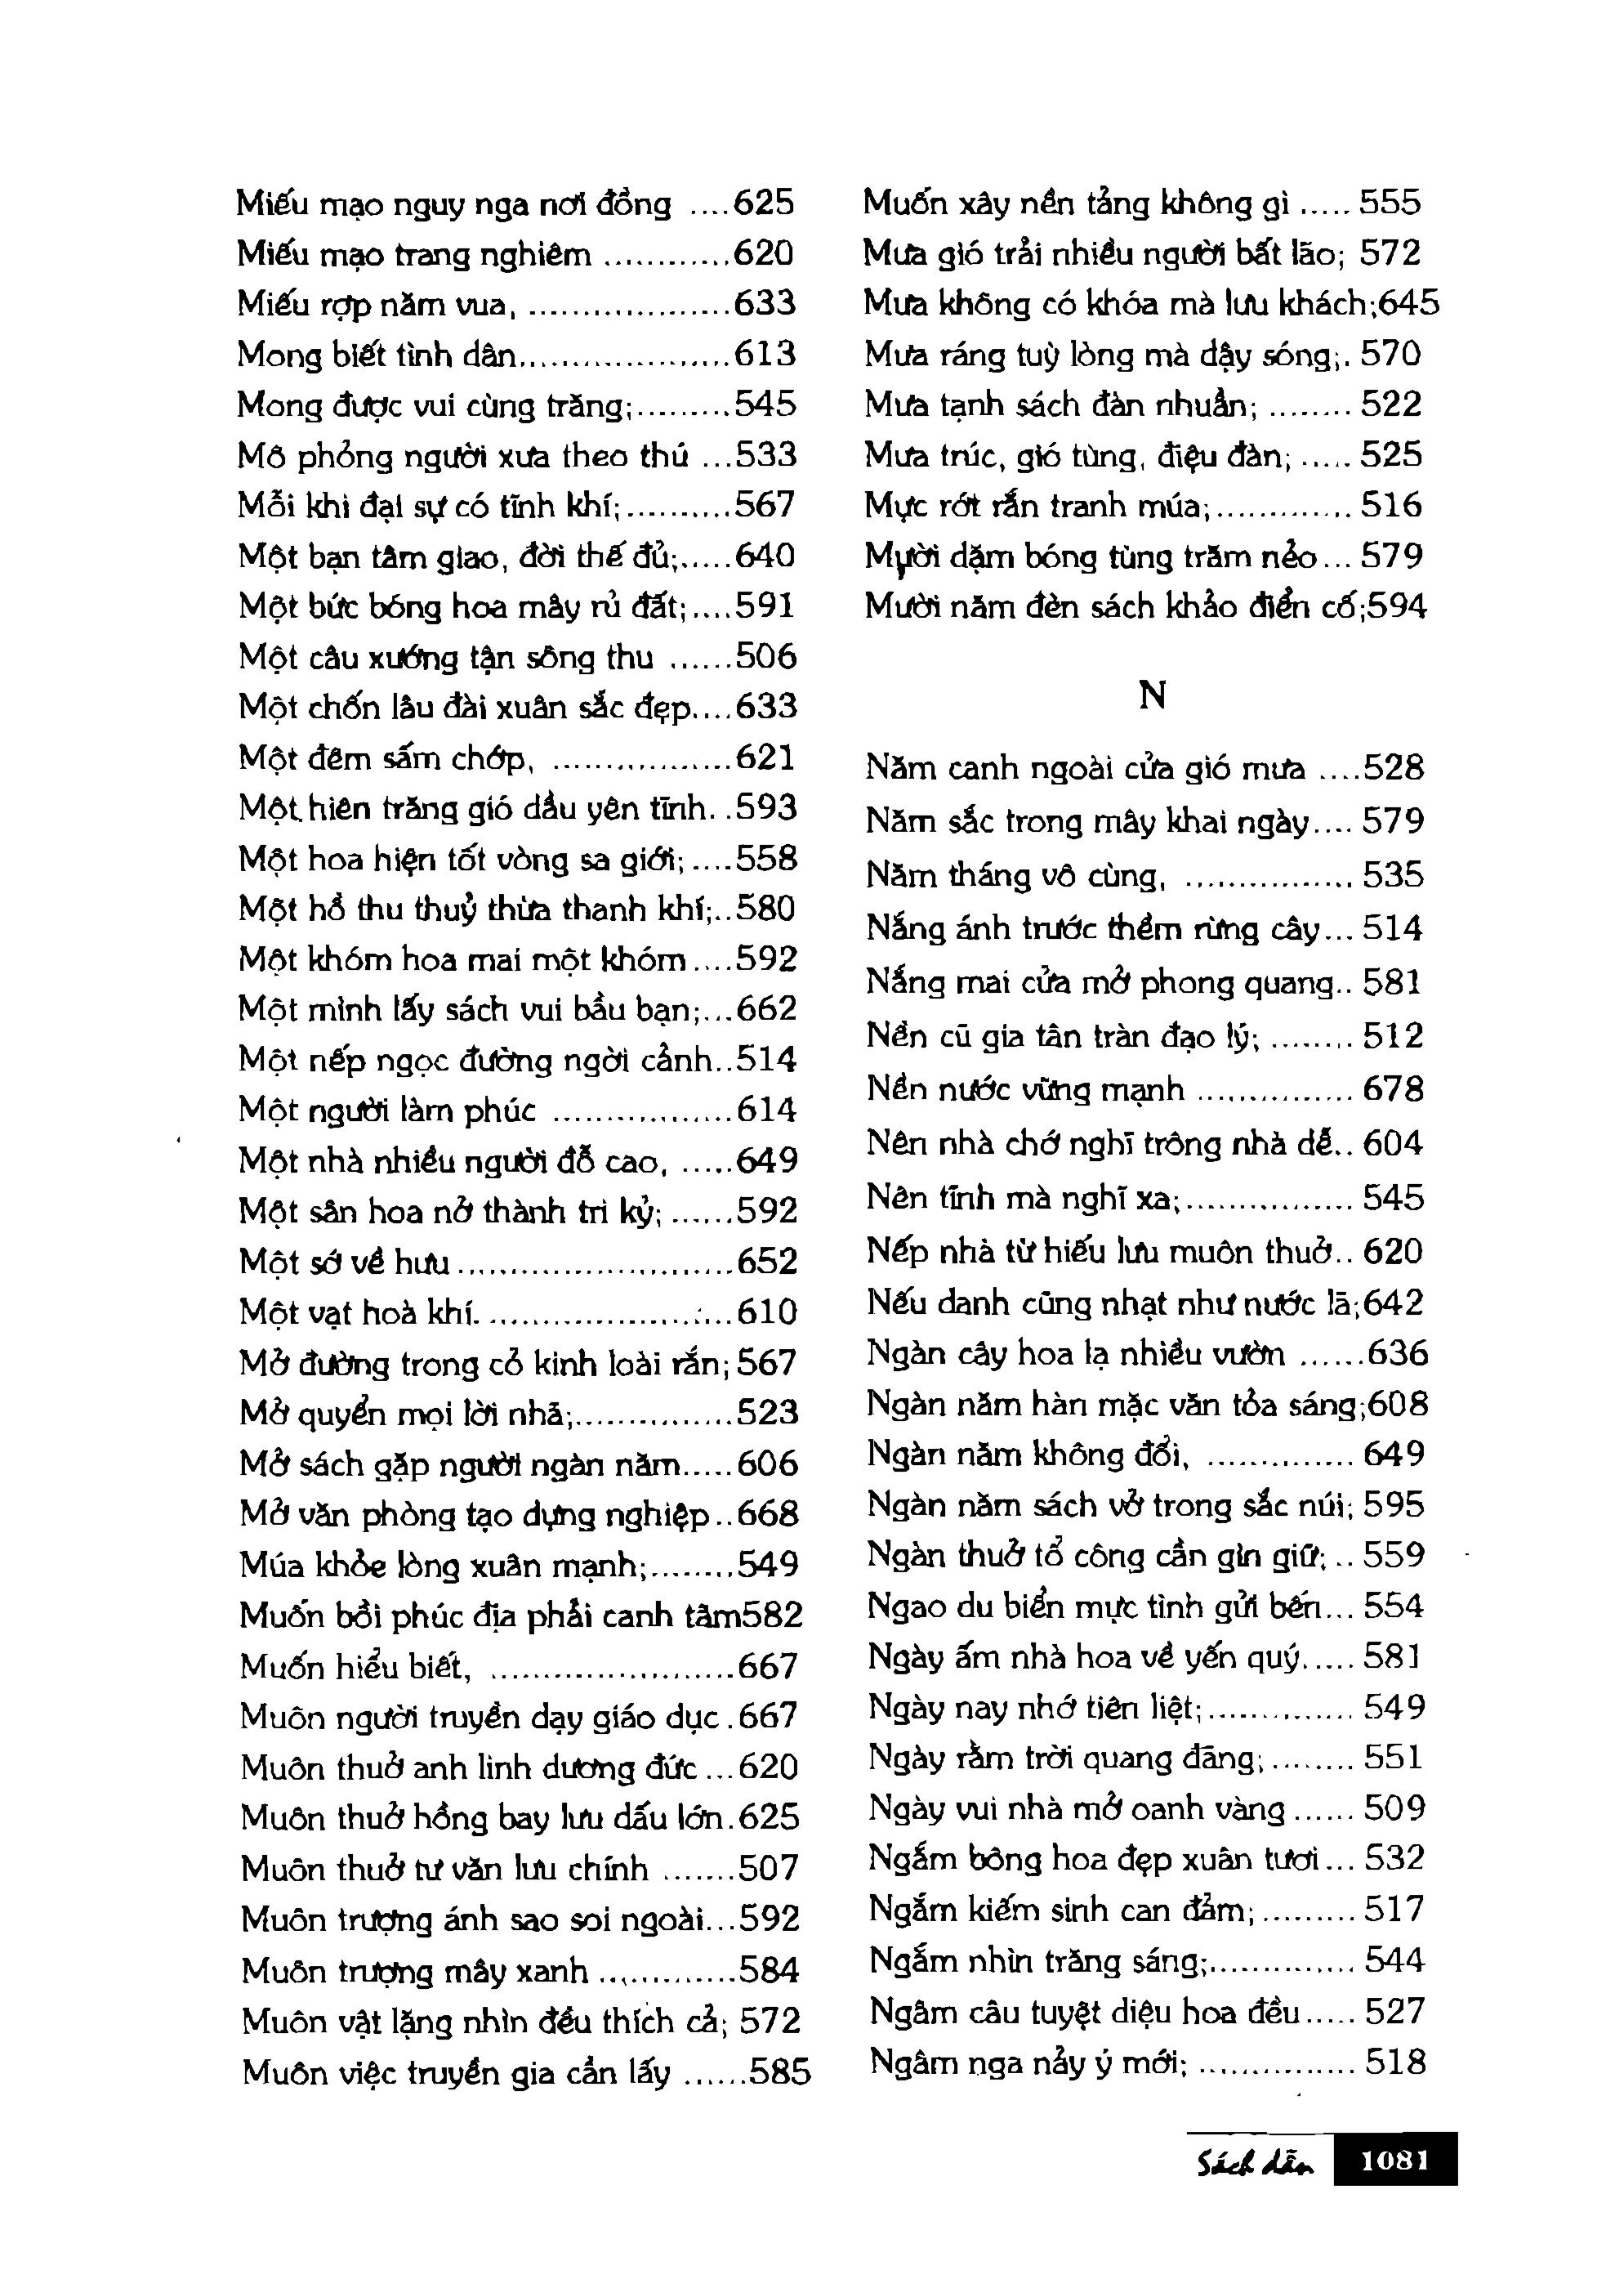 Miếu mạo nguy nga nơi đồng ....625
Miếu mạo trang nghiêm ............620
Miếu rợp năm vua, ...................633
Mong biết tình dân....................613
Mong được vui cùng trăng;.........545
Mô phỏng người xưa theo thú ...533
Mỗi khi đại sự có tĩnh khí;..........567
Một bạn tâm giao, đời thế đủ;.....640
Một bức bóng hoa mây rủ đất;....591
Một câu xướng tận sông thu ......506
Một chốn lâu đài xuân sắc đẹp....633
Một đêm sấm chớp, .................621
Một hiên trăng gió dầu yên tĩnh. .593
Một hoa hiện tốt vòng sa giới;....558
Một hồ thu thuỷ thừa thanh khí;..580
Một khóm hoa mai một khóm ....592
Một mình lấy sách vui bầu bạn;...662
Một nếp ngọc đường ngời cảnh..514
Một người làm phúc .................614
Một nhà nhiều người đỗ cao, .....649
Một sân hoa nở thành tri kỷ; ......592
Một sớ về hưu ..........................652
Một vạt hoà khí........................610
Mở đường trong cỏ kinh loài rắn; 567
Mở quyển mọi lời nhã;...............523
Mở sách gặp người ngàn năm.....606
Mở văn phòng tạo dựng nghiệp ..668
Múa khỏe lòng xuân mạnh;........549
Muốn bồi phúc địa phải canh tâm582
Muốn hiểu biết, .......................667
Muôn người truyền dạy giáo dục .667
Muôn thuở anh linh dương đức ...620
Muôn thuở hồng bay lưu dấu lớn.625
Muôn thuở tư văn lưu chính .......507
Muôn trượng ánh sao soi ngoài...592
Muôn trượng mây xanh .............584
Muôn vật lặng nhìn đều thích cả; 572
Muôn việc truyền gia cần lấy ......585
Muốn xây nền tảng không gì ..... 555
Mưa gió trải nhiều người bất lão; 572
Mưa không có khóa mà lưu khách;645
Mưa ráng tuỳ lòng mà dậy sóng;. 570
Mưa tạnh sách đàn nhuần; ........ 522
Mưa trúc, gió tùng, điệu đàn; ..... 525
Mực rớt rắn tranh múa;............. 516
Mười dặm bóng tùng trăm nẻo ... 579
Mười năm đèn sách khảo điển cố;594
N
Năm canh ngoài cửa gió mưa ....528
Năm sắc trong mây khai ngày.... 579
Năm tháng vô cùng, ................ 535
Nắng ánh trước thềm rừng cây... 514
Nắng mai cửa mở phong quang.. 581
Nền cũ gia tân tràn đạo lý; ........ 512
Nền nước vững mạnh ............... 678
Nên nhà chớ nghĩ trông nhà dễ.. 604
Nên tĩnh mà nghĩ xa;................ 545
Nếp nhà từ hiếu lưu muôn thuở.. 620
Nếu danh cũng nhạt như nước lã;642
Ngàn cây hoa lạ nhiều vườn ......636
Ngàn năm hàn mặc văn tỏa sáng;608
Ngàn năm không đổi, .............. 649
Ngàn năm sách vở trong sắc núi; 595
Ngàn thuở tổ công cần gìn giữ; .. 559
Ngao du biển mực tình gửi bến... 554
Ngày ấm nhà hoa về yến quý..... 581
Ngày nay nhớ tiên liệt;.............. 549
Ngày rằm trời quang đãng;........ 551
Ngày vui nhà mở oanh vàng ...... 509
Ngắm bông hoa đẹp xuân tươi... 532
Ngắm kiếm sinh can đảm;......... 517
Ngắm nhìn trăng sáng;.............. 544
Ngâm câu tuyệt diệu hoa đều ..... 527
Ngâm nga nảy ý mới; ............... 518
Sách dẫn 1081